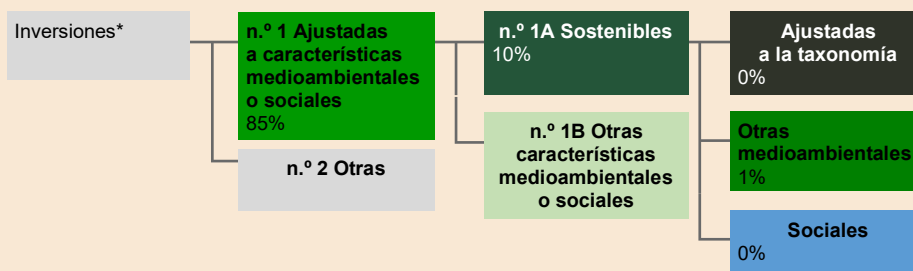 Inversiones*
n.º 1 Ajustadas
a características
medioambientales
o sociales
85%
n.º 2 Otras
n.º 1A Sostenibles
10%
n.º 1B Otras
características
medioambientales
o sociales
Ajustadas
a la taxonomía
0%
Otras
medioambientales
1%
Sociales
0%